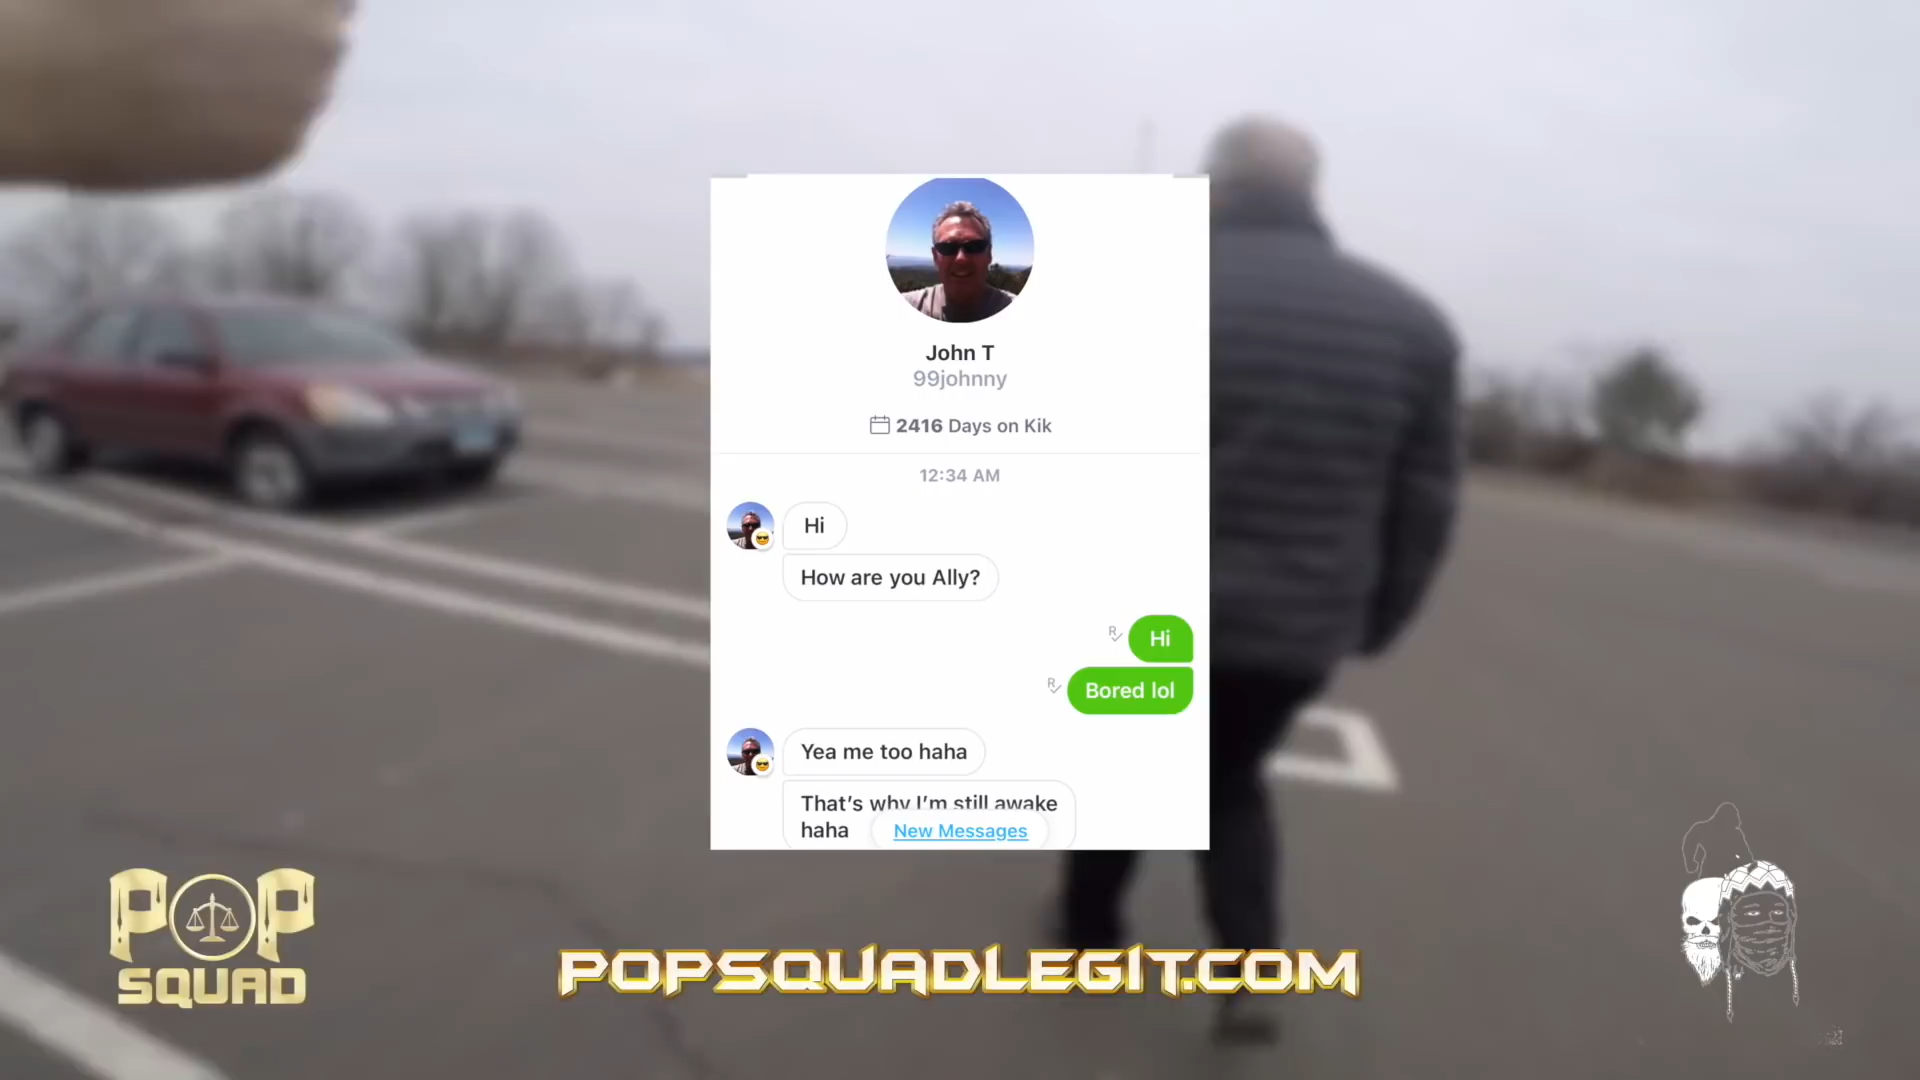 John T
99johnny
2416 Days on Kik
12:34 AM
Hi
How are you Ally?
R
Hi
R
Bored lol
Yea me too haha
That's why I'm still awake
haha
New Messages
POP
SQUAD
POPSQUADLEGIT.COM